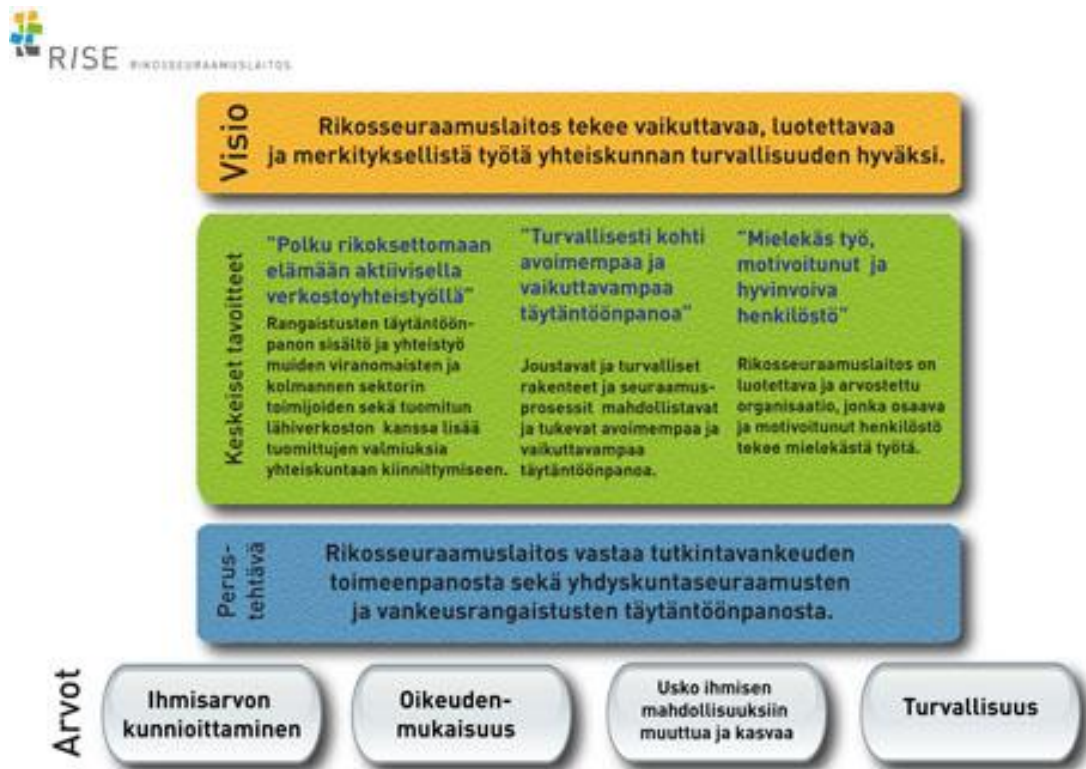 RISE RIKOSSEURAAMUSLAITOS
Visio
Rikosseuraamuslaitos tekee vaikuttavaa, luotettavaa
ja merkityksellistä työtä yhteiskunnan turvallisuuden hyväksi.
Keskeiset tavoitteet
"Polku rikoksettomaan
elämään aktiivisella
verkostoyhteistyöllä"
Rangaistusten täytäntöön-
panon sisältö ja yhteistyö
muiden viranomaisten ja
kolmannen sektorin
toimijoiden sekä tuomitun
lähiverkoston kanssa lisää
tuomittujen valmiuksia
yhteiskuntaan kiinnittymiseen.
"Turvallisesti kohti
avoimempaa ja
vaikuttavampaa
täytäntöönpanoa"
Joustavat ja turvalliset
rakenteet ja seuraamus-
prosessit mahdollistavat
ja tukevat avoimempaa ja
vaikuttavampaa
täytäntöönpanoa.
"Mielekäs työ,
motivoitunut ja
hyvinvoiva
henkilöstö"
Rikosseuraamuslaitos on
luotettava ja arvostettu
organisaatio, jonka osaava
ja motivoitunut henkilöstö
tekee mielekästä työtä.
Perus-
tehtävä
Rikosseuraamuslaitos vastaa tutkintavankeuden
toimeenpanosta sekä yhdyskuntaseuraamusten
ja vankeusrangaistusten täytäntöönpanosta.
Arvot
Ihmisarvon
kunnioittaminen
Oikeuden-
mukaisuus
Usko ihmisen
mahdollisuuksiin
muuttua ja kasvaa
Turvallisuus